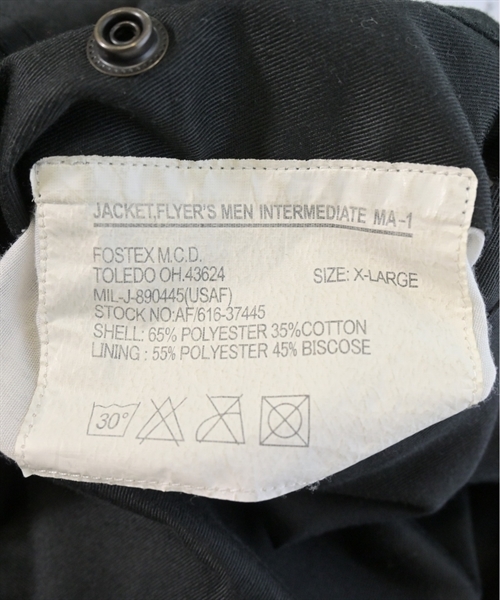 JACKET,FLYER'S MEN INTERMEDIATE MA-1
FOSTEX M.C.D.
TOLEDO OH.43624 SIZE: X-LARGE
MIL-J-890445(USAF)
STOCK NO:AF/616-37445
SHELL: 65% POLYESTER 35%COTTON
LINING : 55% POLYESTER 45% BISCOSE
30°